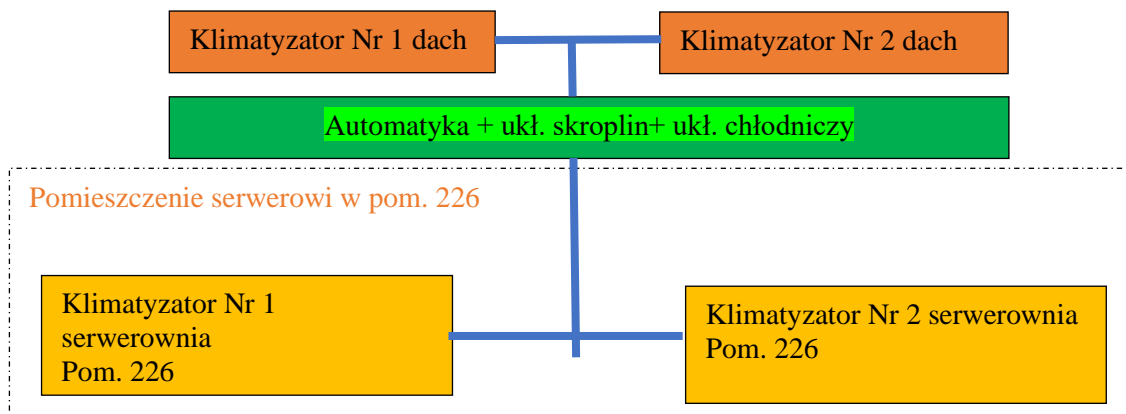 Klimatyzator Nr 1 dach
Klimatyzator Nr 2 dach
Automatyka + ukł. skroplin+ ukł. chłodniczy
Pomieszczenie serwerowi w pom. 226
Klimatyzator Nr 1
serwerownia
Pom. 226
Klimatyzator Nr 2 serwerownia
Pom. 226